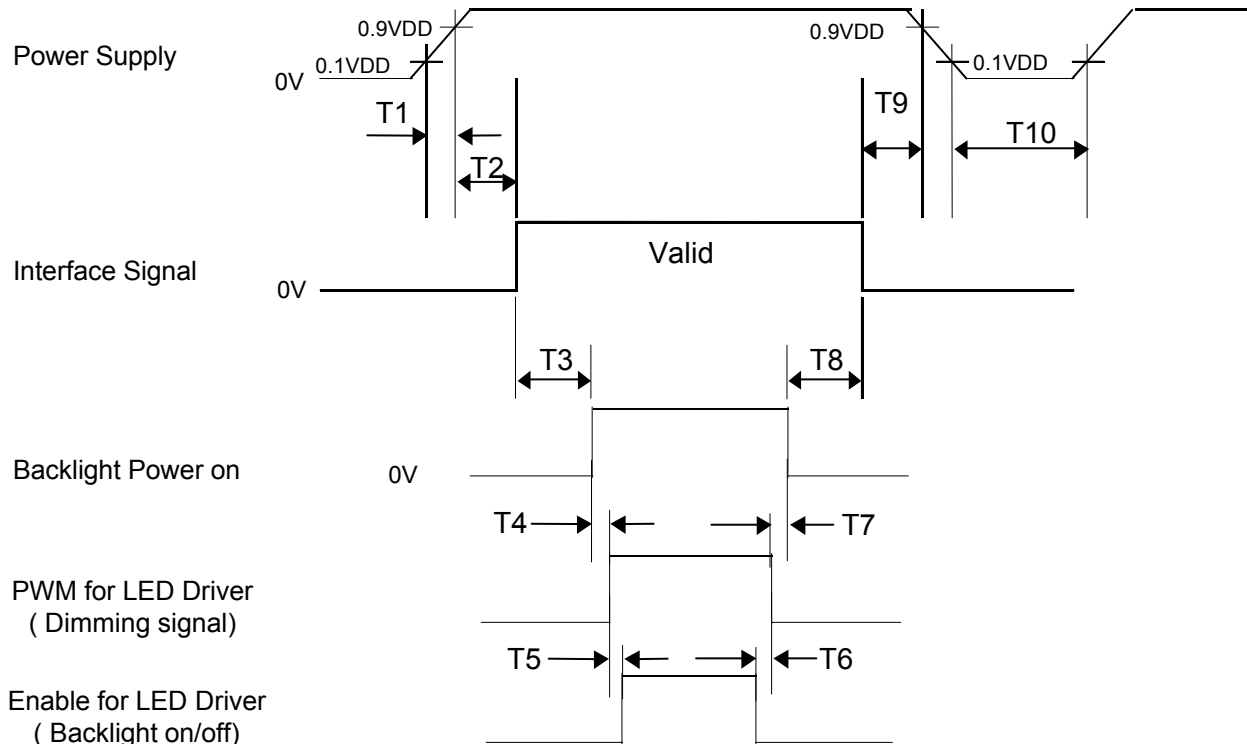 0.9VDD
0.9VDD
Power Supply
0.1VDD
0.1VDD
0V
T1
T9
T10
T2
Valid
Interface Signal
0V
T3
T8
Backlight Power on
0V
T4
T7
PWM for LED Driver
( Dimming signal)
T5
T6
Enable for LED Driver
( Backlight on/off)